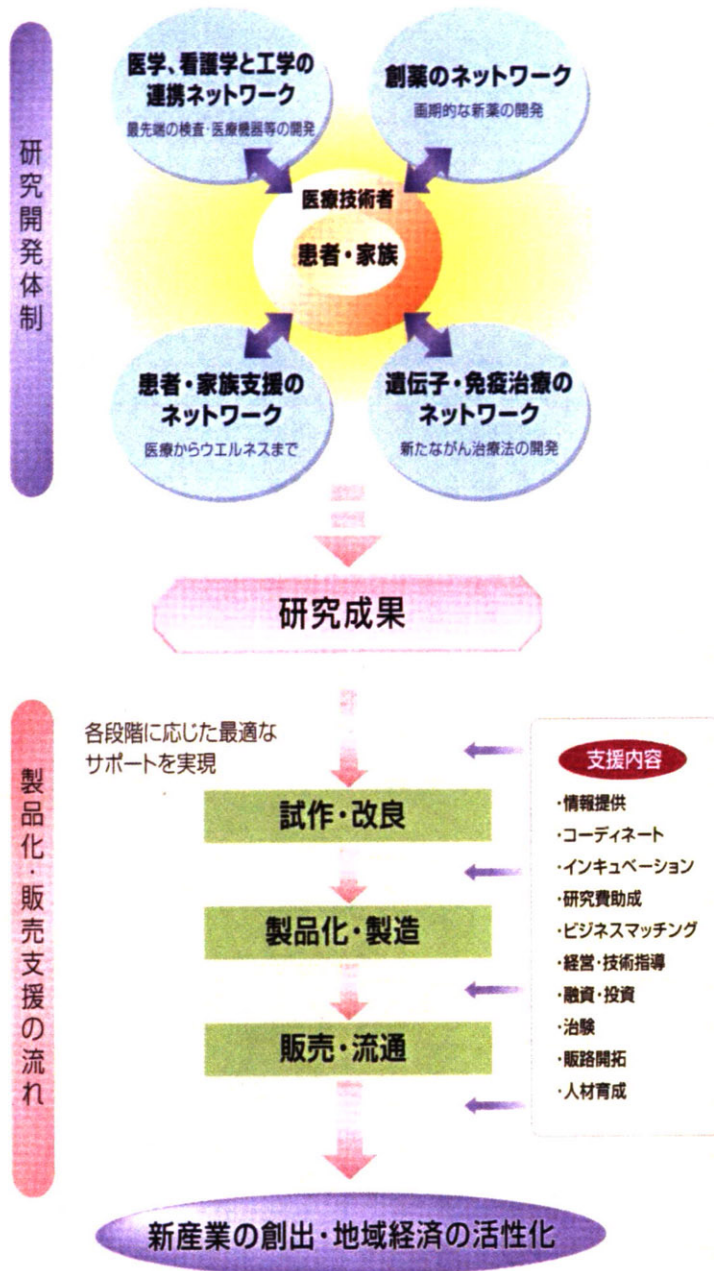 研究開発体制
医学、看護学と工学の
連携ネットワーク
最先端の検査・医療機器等の開発
創薬のネットワーク
画期的な新薬の開発
医療技術者
患者・家族
患者・家族支援の
ネットワーク
医療からウエルネスまで
遺伝子・免疫治療の
ネットワーク
新たながん治療法の開発
研究成果
製品化・販売支援の流れ
各段階に応じた最適な
サポートを実現
試作・改良
製品化・製造
販売・流通
支援内容
・情報提供
・コーディネート
・インキュベーション
・研究費助成
・ビジネスマッチング
・経営・技術指導
・融資・投資
・治験
・販路開拓
・人材育成
新産業の創出・地域経済の活性化